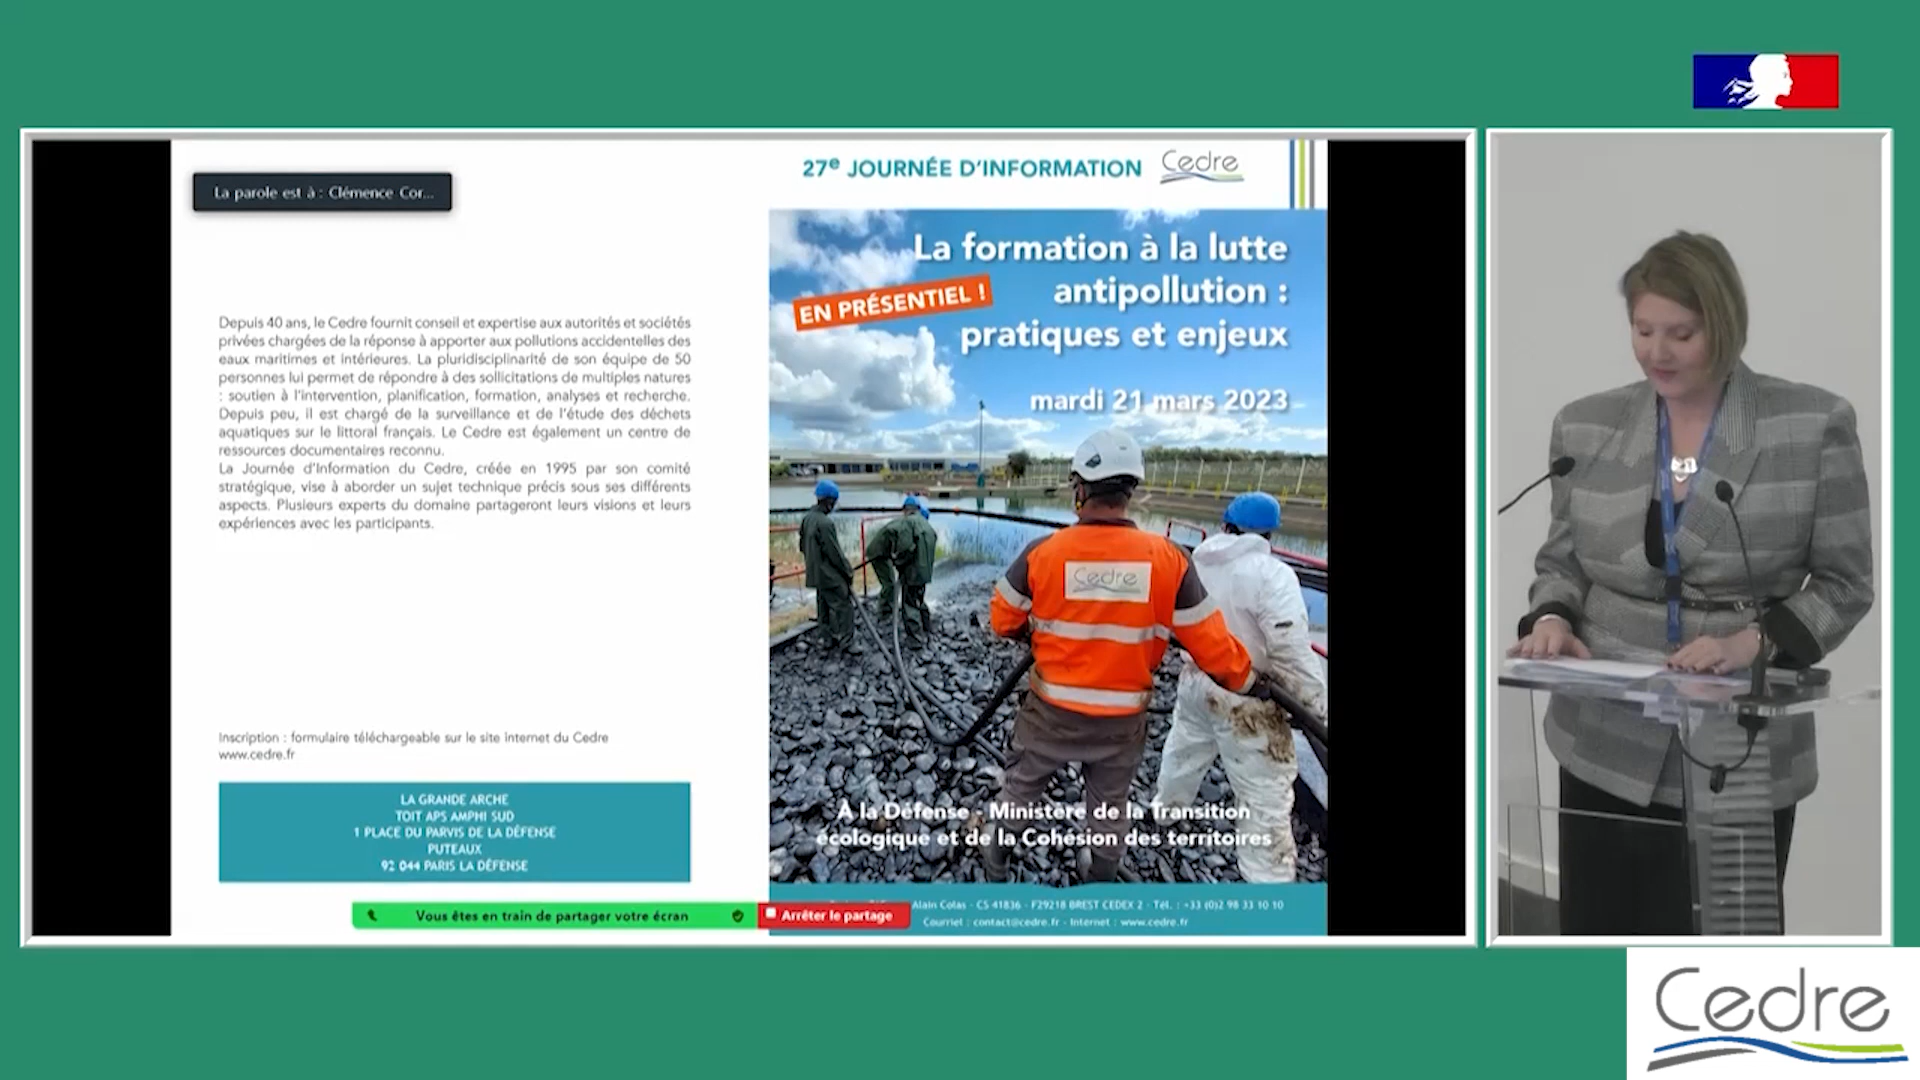 La parole est à : Clémence Cor...
27e JOURNÉE D'INFORMATION
Cedre
La formation à la lutte
antipollution :
pratiques et enjeux
EN PRÉSENTIEL !
mardi 21 mars 2023
Depuis 40 ans, le Cedre fournit conseil et expertise aux autorités et sociétés
privées chargées de la réponse à apporter aux pollutions accidentelles des
eaux maritimes et intérieures. La pluridisciplinarité de son équipe de 50
personnes lui permet de répondre à des sollicitations de multiples natures
: soutien à l'intervention, planification, formation, analyses et recherche.
Depuis peu, il est chargé de la surveillance et de l'étude des déchets
aquatiques sur le littoral français. Le Cedre est également un centre de
ressources documentaires reconnu.
La Journée d'Information du Cedre, créée en 1995 par son comité
stratégique, vise à aborder un sujet technique précis sous ses différents
aspects. Plusieurs experts du domaine partageront leurs visions et leurs
expériences avec les participants.
Cedre
Inscription : formulaire téléchargeable sur le site internet du Cedre
www.cedre.fr
LA GRANDE ARCHE
TOIT APS AMPHI SUD
1 PLACE DU PARVIS DE LA DÉFENSE
PUTEAUX
92 044 PARIS LA DÉFENSE
À la Défense - Ministère de la Transition
écologique et de la Cohésion des territoires
Alain Colas - CS 41836 - F29218 BREST CEDEX 2 - Tél. : +33 (0)2 98 33 10 10
Courriel : contact@cedre.fr - Internet : www.cedre.fr
Vous êtes en train de partager votre écran
Arrêter le partage
Cedre